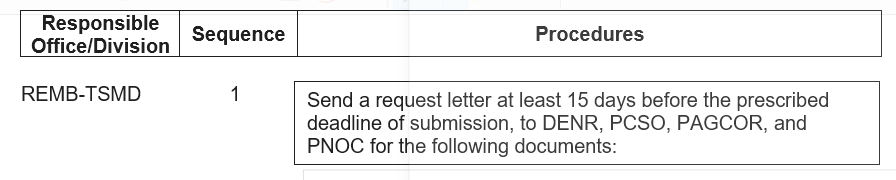 Responsible
Office/Division Sequence Procedures
REMB-TSMD 1 Send a request letter at least 15 days before the prescribed
deadline of submission, to DENR, PCSO, PAGCOR, and
PNOC for the following documents: